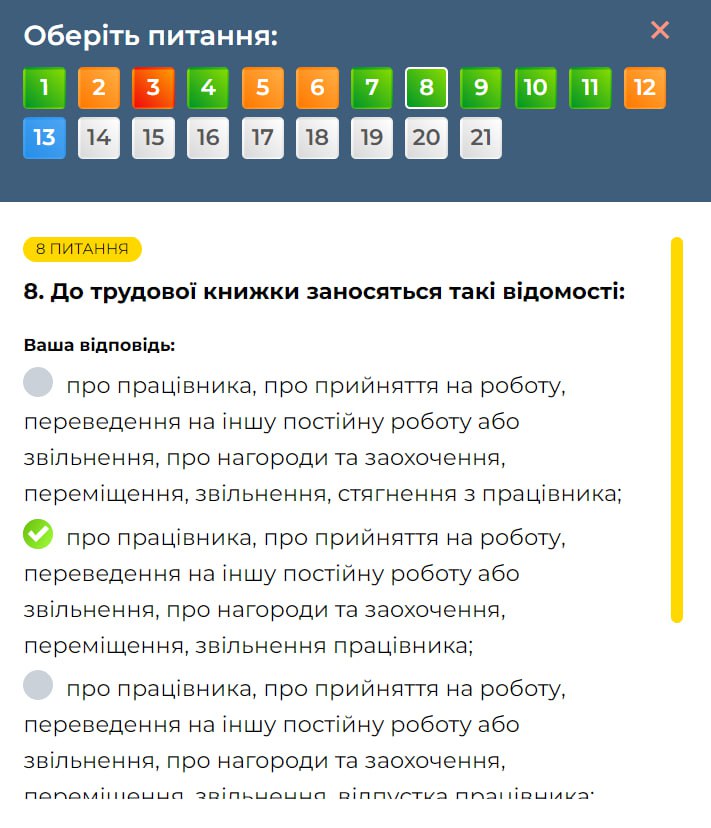 Оберіть питання:
1 2 3 4 5 6 7 8 9 10 11 12
13 14 15 16 17 18 19 20 21
8 ПИТАННЯ
8. До трудової книжки заносяться такі відомості:
Ваша відповідь:
про працівника, про прийняття на роботу,
переведення на іншу постійну роботу або
звільнення, про нагороди та заохочення,
переміщення, звільнення, стягнення з працівника;
про працівника, про прийняття на роботу,
переведення на іншу постійну роботу або
звільнення, про нагороди та заохочення,
переміщення, звільнення працівника;
про працівника, про прийняття на роботу,
переведення на іншу постійну роботу або
звільнення, про нагороди та заохочення,
переміщення, звільнення, відпустка працівника;